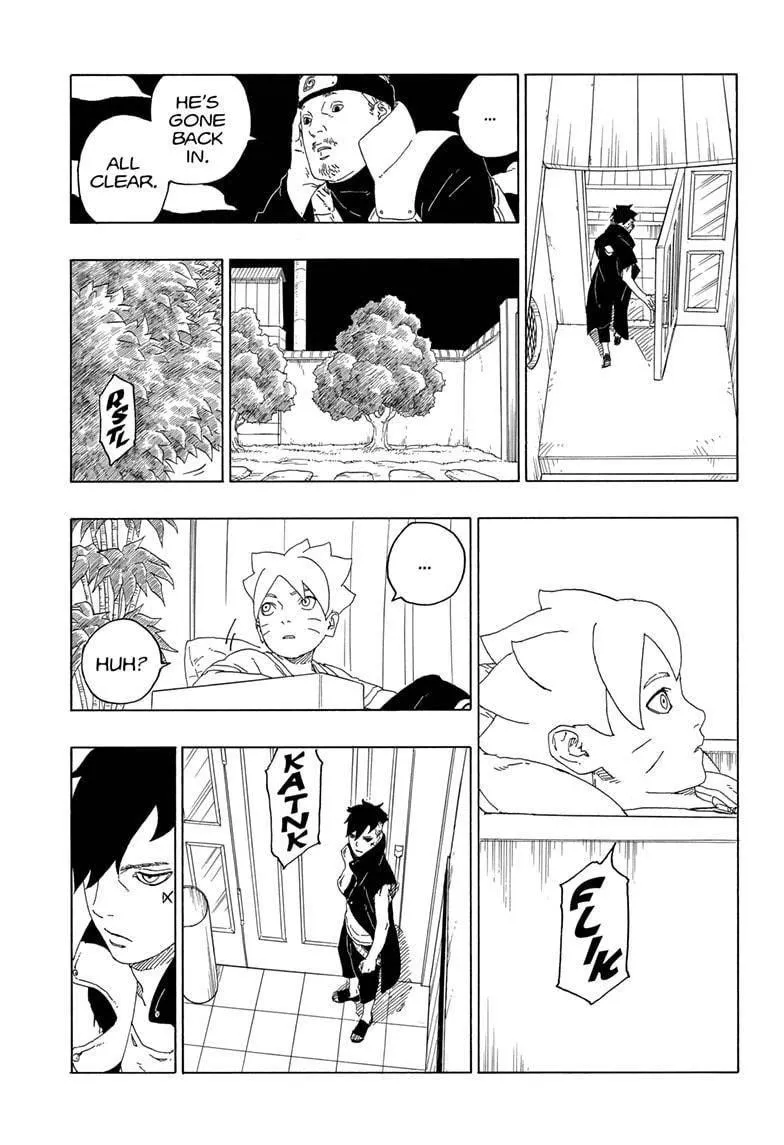 ...
HE'S
GONE
BACK
IN.
ALL
CLEAR.
RSTL
FLIK
...
HUH?
KATNK